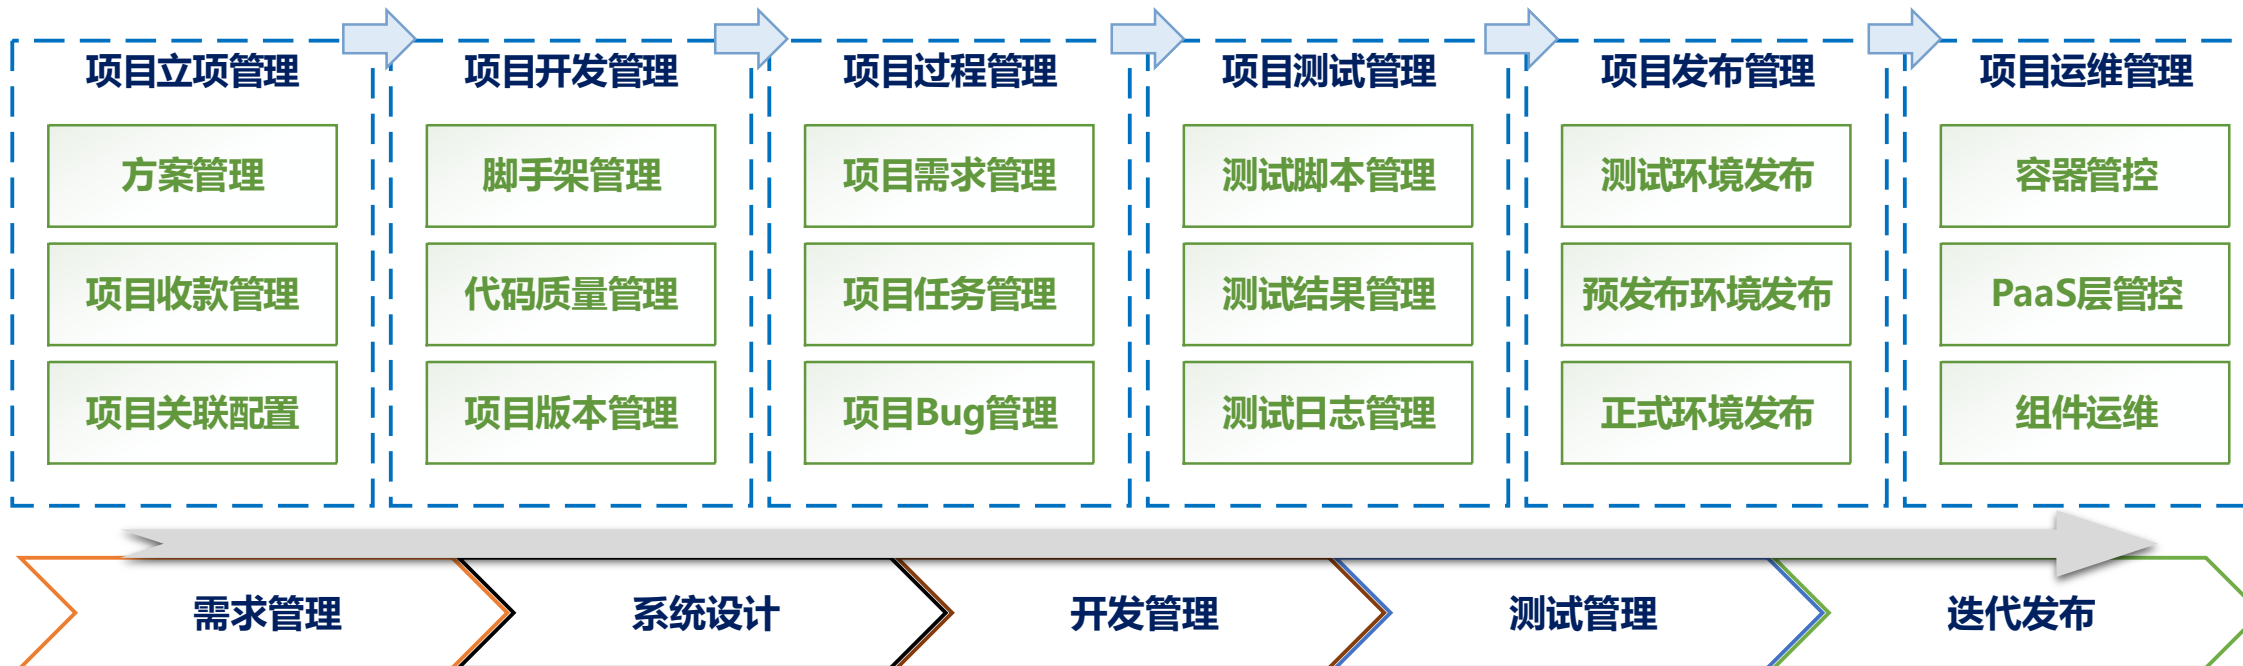 项目立项管理
项目开发管理
项目过程管理
项目测试管理
项目发布管理
项目运维管理
方案管理
脚手架管理
项目需求管理
测试脚本管理
测试环境发布
容器管控
项目收款管理
代码质量管理
项目任务管理
测试结果管理
预发布环境发布
PaaS层管控
项目关联配置
项目版本管理
项目Bug管理
测试日志管理
正式环境发布
组件运维
需求管理
系统设计
开发管理
测试管理
迭代发布